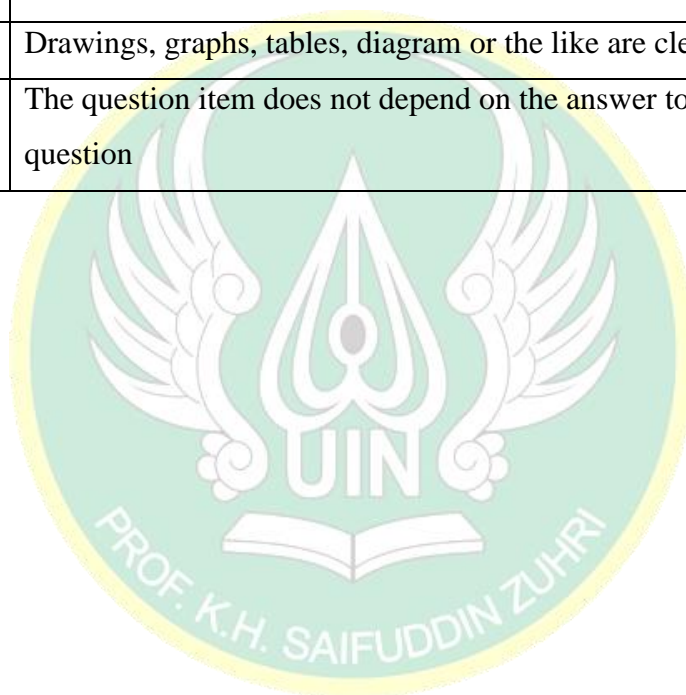 Drawings, graphs, tables, diagram or the like are
The question item does not depend on the answer to
question
UIN
PROF. K.H. SAIFUDDIN ZUHRI